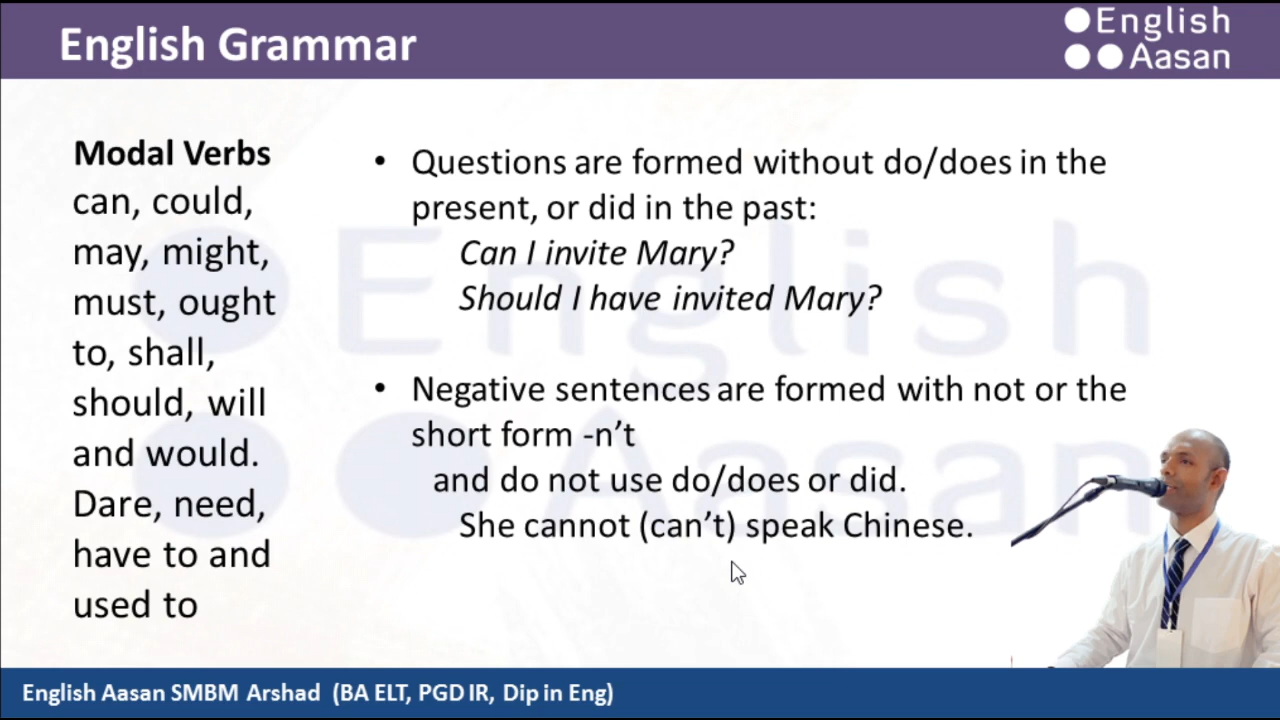 English Grammar
English
Aasan
Modal Verbs
can, could,
may, might,
must, ought
to, shall,
should, will
and would.
Dare, need,
have to and
used to
• Questions are formed without do/does in the
present, or did in the past:
Can I invite Mary?
Should I have invited Mary?
• Negative sentences are formed with not or the
short form -n’t
and do not use do/does or did.
She cannot (can’t) speak Chinese.
English
Aasan
English Aasan SMBM Arshad (BA ELT, PGD IR, Dip in Eng)